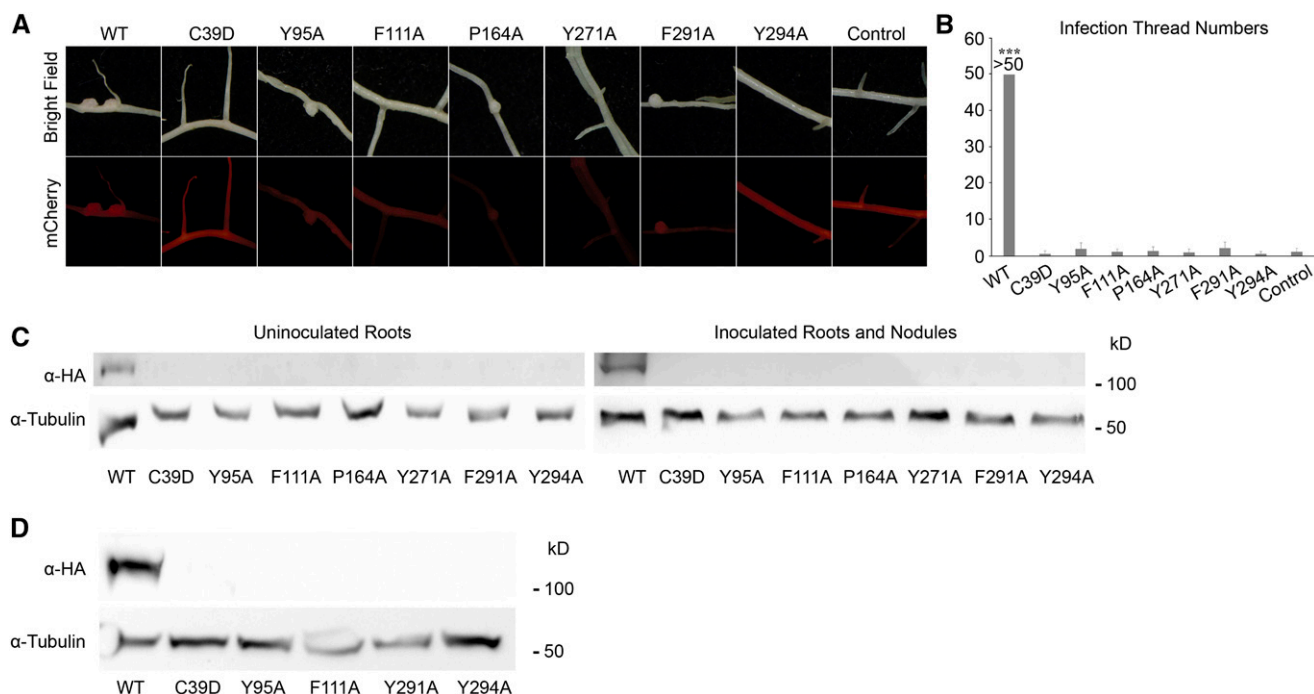 A
WT C39D Y95A F111A P164A Y271A F291A Y294A Control
Bright Field
mCherry
B
Infection Thread Numbers
60
50
40
30
20
10
0
***
>50
WT C39D Y95A F111A P164A Y271A F291A Y294A Control
C
Uninoculated Roots Inoculated Roots and Nodules
kD
α-HA
- 100
α-Tubulin
- 50
WT C39D Y95A F111A P164A Y271A F291A Y294A WT C39D Y95A F111A P164A Y271A F291A Y294A
D
kD
α-HA
- 100
α-Tubulin
- 50
WT C39D Y95A F111A Y291A Y294A